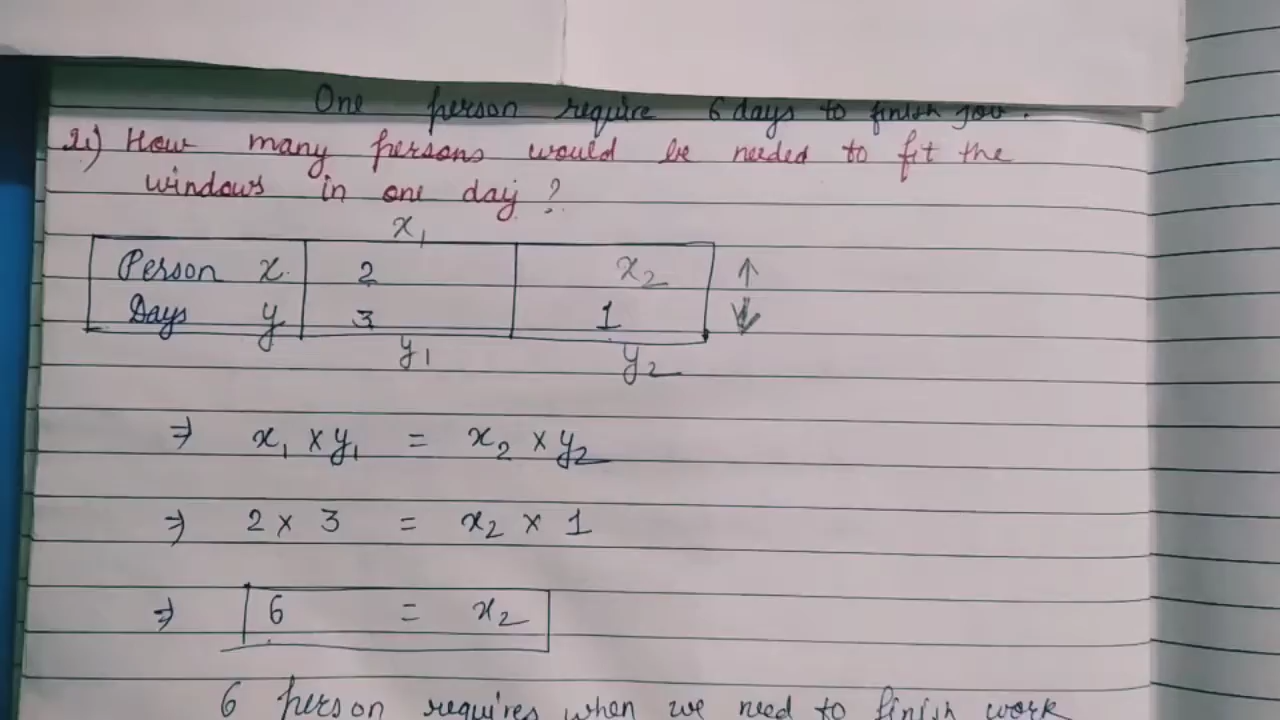 One person require 6 days to finish job.
ii) How many persons would be needed to fit the
windows in one day ?
x₁
Person x 2 x₂ ↑
Days y 3 1 ↓
y₁ y₂
⇒ x₁ × y₁ = x₂ × y₂
⇒ 2 × 3 = x₂ × 1
⇒ 6 = x₂
6 person requires when we need to finish work